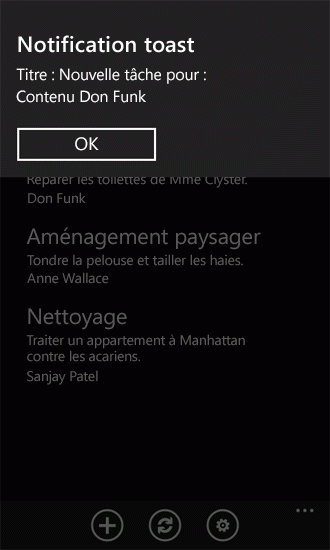 Notification toast
Titre : Nouvelle tâche pour :
Contenu Don Funk
OK
Réparer les toilettes de Mme Clyster.
Don Funk
Aménagement paysager
Tondre la pelouse et tailler les haies.
Anne Wallace
Nettoyage
Traiter un appartement à Manhattan
contre les acariens.
Sanjay Patel